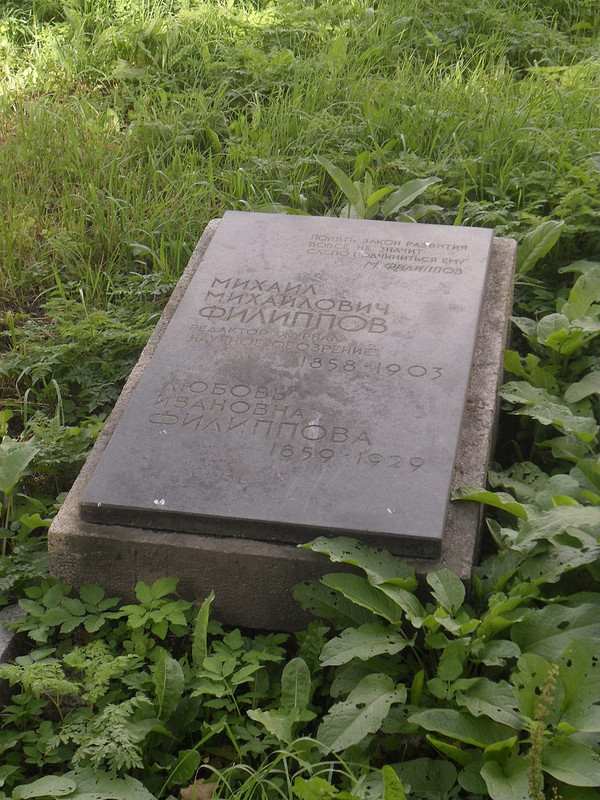 ПОНЯТЬ ЗАКОН РАЗВИТИЯ
ВОВСЕ НЕ ЗНАЧИТ
СЛЕПО ПОДЧИНИТЬСЯ ЕМУ
М. ФИЛИППОВ
МИХАИЛ
МИХАЙЛОВИЧ
ФИЛИППОВ
РЕДАКТОР ЖУРНАЛА
"НАУЧНОЕ ОБОЗРЕНИЕ"
1858-1903
ЛЮБОВЬ
ИВАНОВНА
ФИЛИППОВА
1859-1929